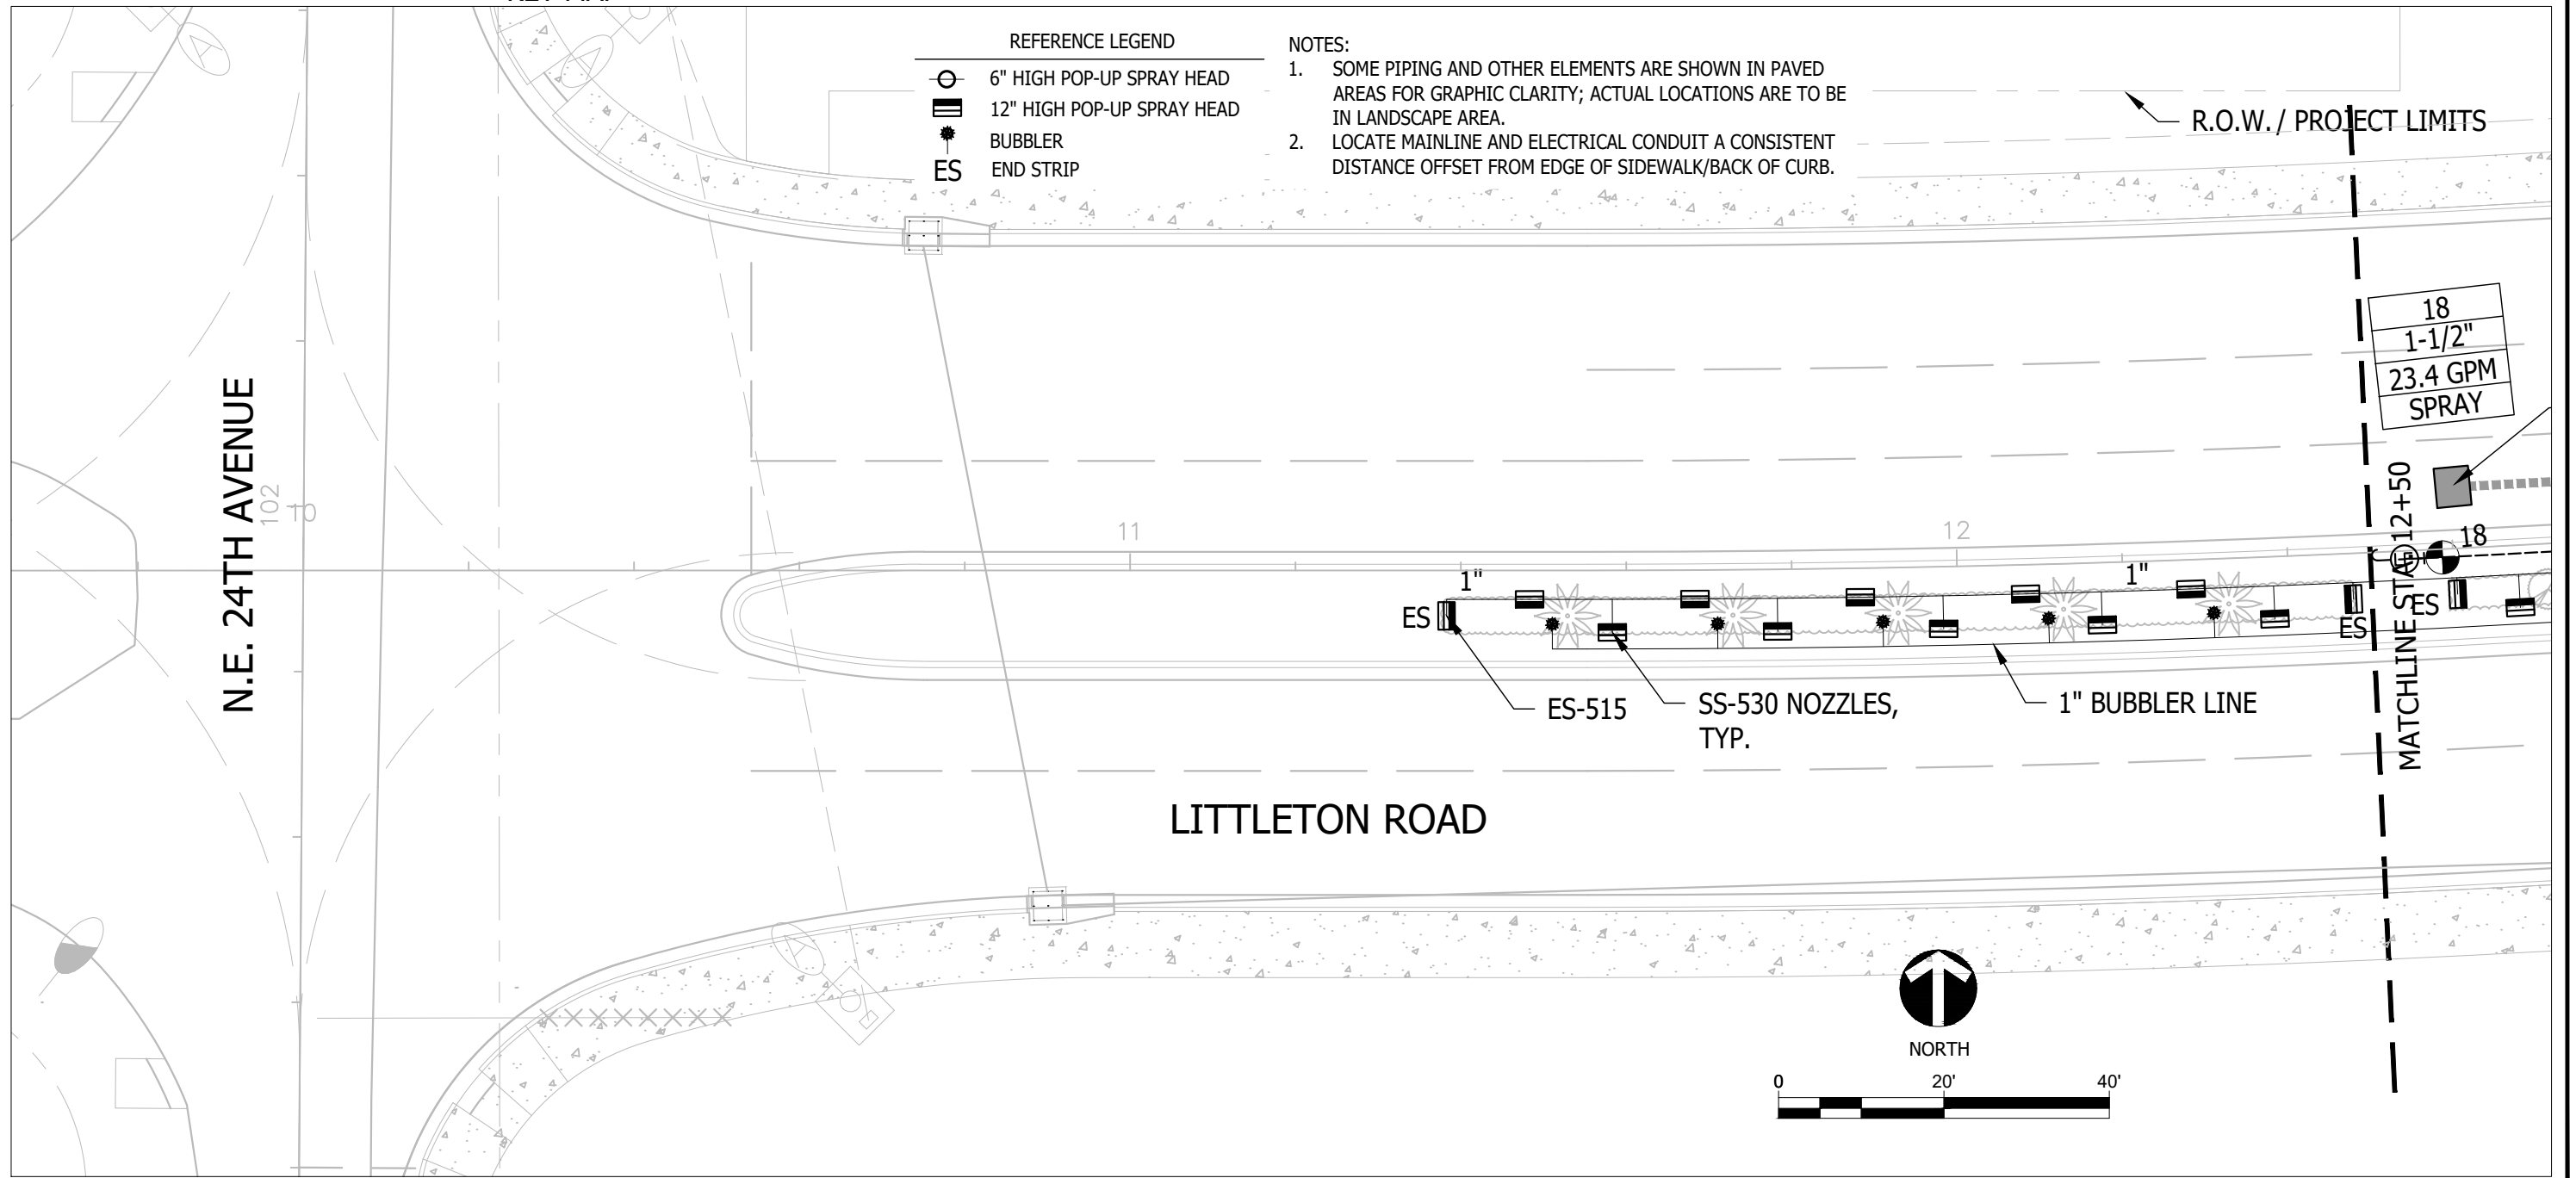 REFERENCE LEGEND
6" HIGH POP-UP SPRAY HEAD
12" HIGH POP-UP SPRAY HEAD
BUBBLER
ES END STRIP
NOTES:
1. SOME PIPING AND OTHER ELEMENTS ARE SHOWN IN PAVED
AREAS FOR GRAPHIC CLARITY; ACTUAL LOCATIONS ARE TO BE
IN LANDSCAPE AREA.
2. LOCATE MAINLINE AND ELECTRICAL CONDUIT A CONSISTENT
DISTANCE OFFSET FROM EDGE OF SIDEWALK/BACK OF CURB.
R.O.W. / PROJECT LIMITS
18
1-1/2"
23.4 GPM
SPRAY
N.E. 24TH AVENUE
102
10
11
12
MATCHLINE STA 12+50
18
1"
1"
ES
ES
ES
ES-515
SS-530 NOZZLES,
TYP.
1" BUBBLER LINE
LITTLETON ROAD
NORTH
0 20' 40'